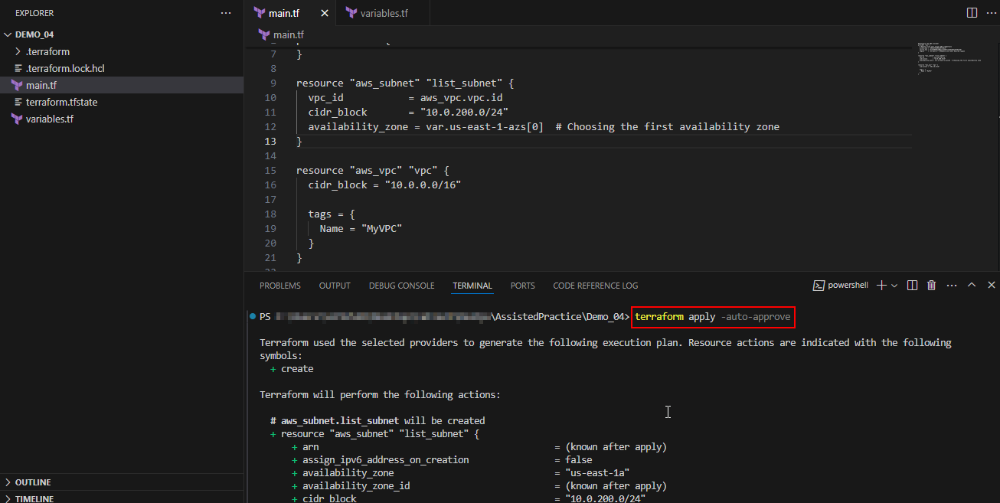 EXPLORER
DEMO_04
.terraform
.terraform.lock.hcl
main.tf
terraform.tfstate
variables.tf
OUTLINE
TIMELINE
main.tf
variables.tf
main.tf
7 }
8
9 resource "aws_subnet" "list_subnet" {
10 vpc_id = aws_vpc.vpc.id
11 cidr_block = "10.0.200.0/24"
12 availability_zone = var.us-east-1-azs[0] # Choosing the first availability zone
13 }
14
15 resource "aws_vpc" "vpc" {
16 cidr_block = "10.0.0.0/16"
17
18 tags = {
19 Name = "MyVPC"
20 }
21 }
PROBLEMS OUTPUT DEBUG CONSOLE TERMINAL PORTS CODE REFERENCE LOG powershell
PS \AssistedPractice\Demo_04> terraform apply -auto-approve
Terraform used the selected providers to generate the following execution plan. Resource actions are indicated with the following
symbols:
+ create
Terraform will perform the following actions:
# aws_subnet.list_subnet will be created
+ resource "aws_subnet" "list_subnet" {
+ arn = (known after apply)
+ assign_ipv6_address_on_creation = false
+ availability_zone = "us-east-1a"
+ availability_zone_id = (known after apply)
+ cidr_block = "10.0.200.0/24"